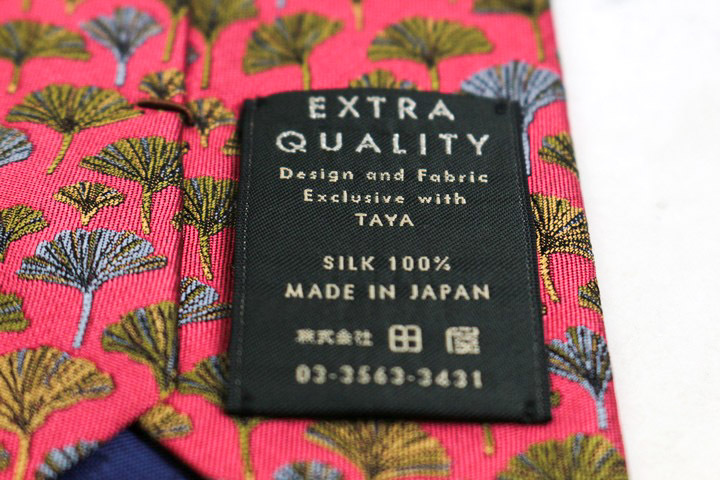 EXTRA
QUALITY
Design and Fabric
Exclusive with
TAYA
SILK 100%
MADE IN JAPAN
株式会社 田屋
03-3563-3431